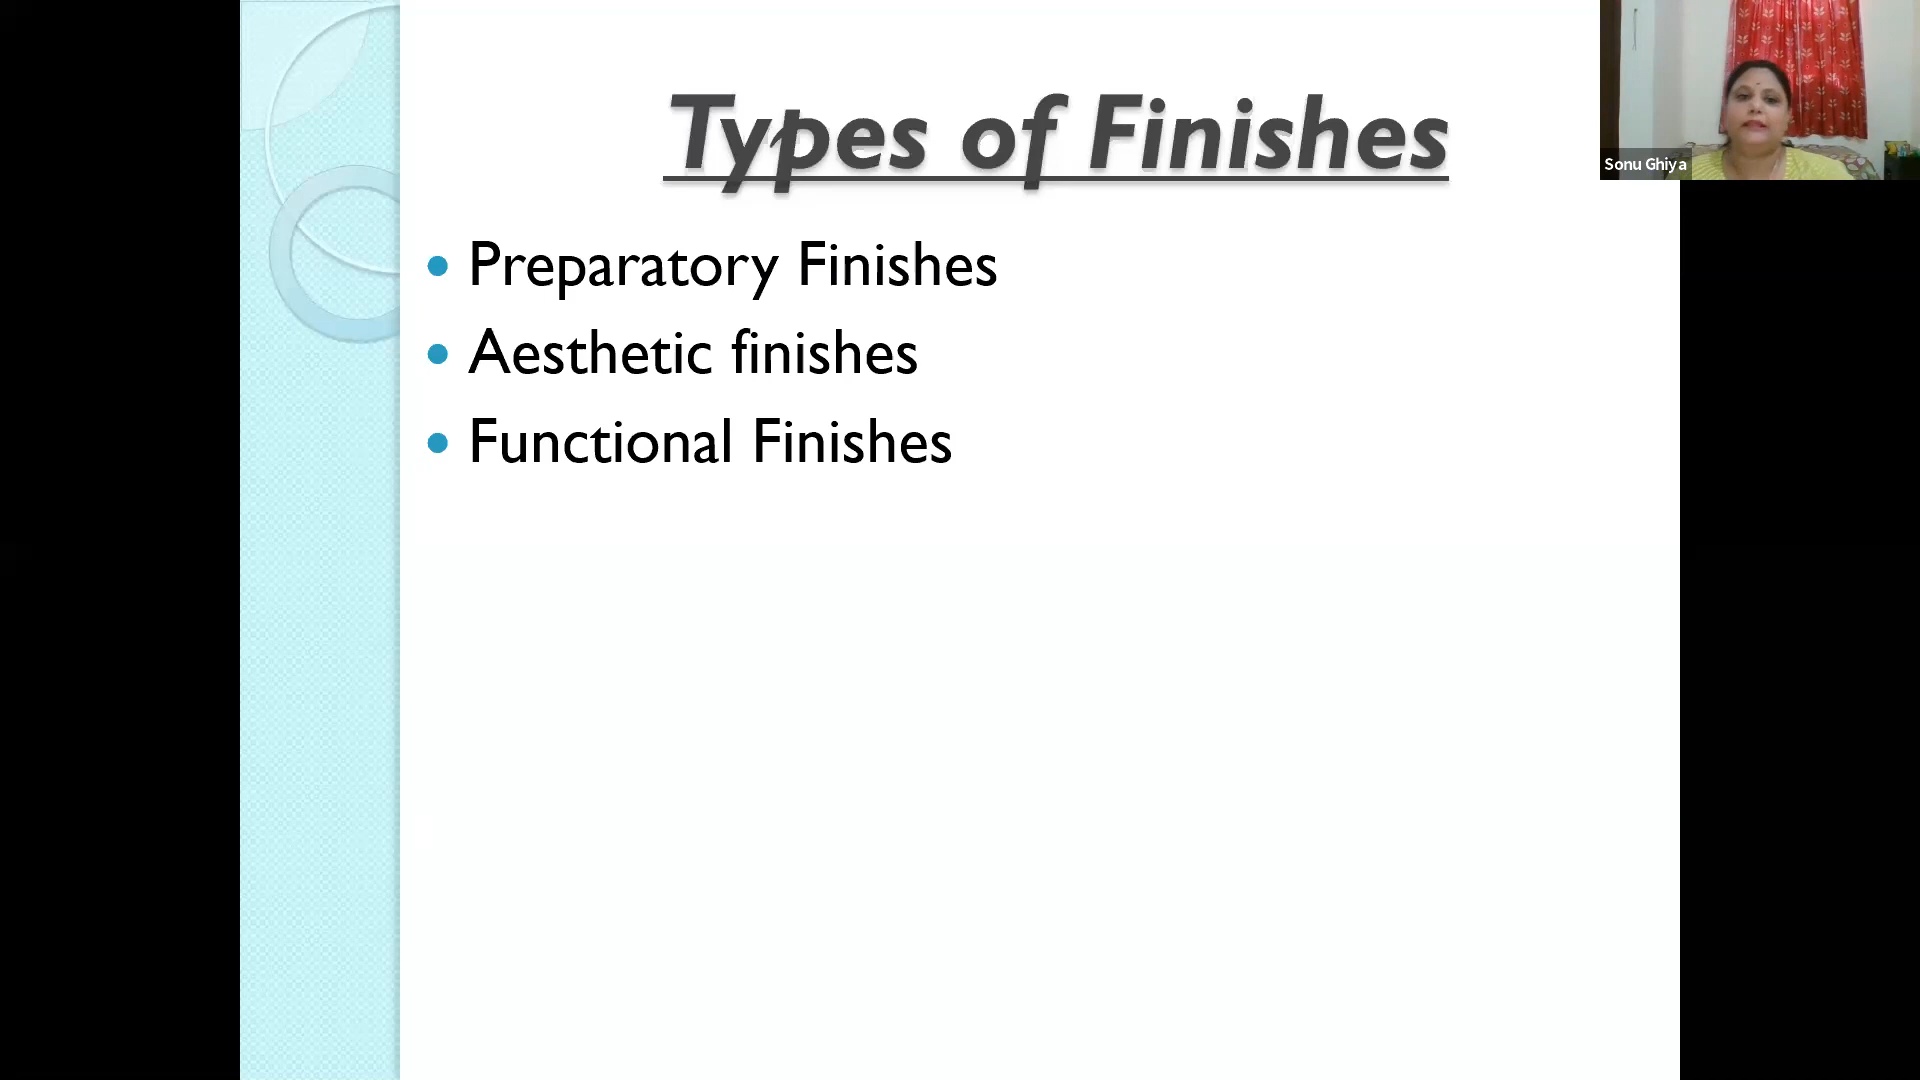 Types of Finishes
Sonu Ghiya
• Preparatory Finishes
• Aesthetic finishes
• Functional Finishes